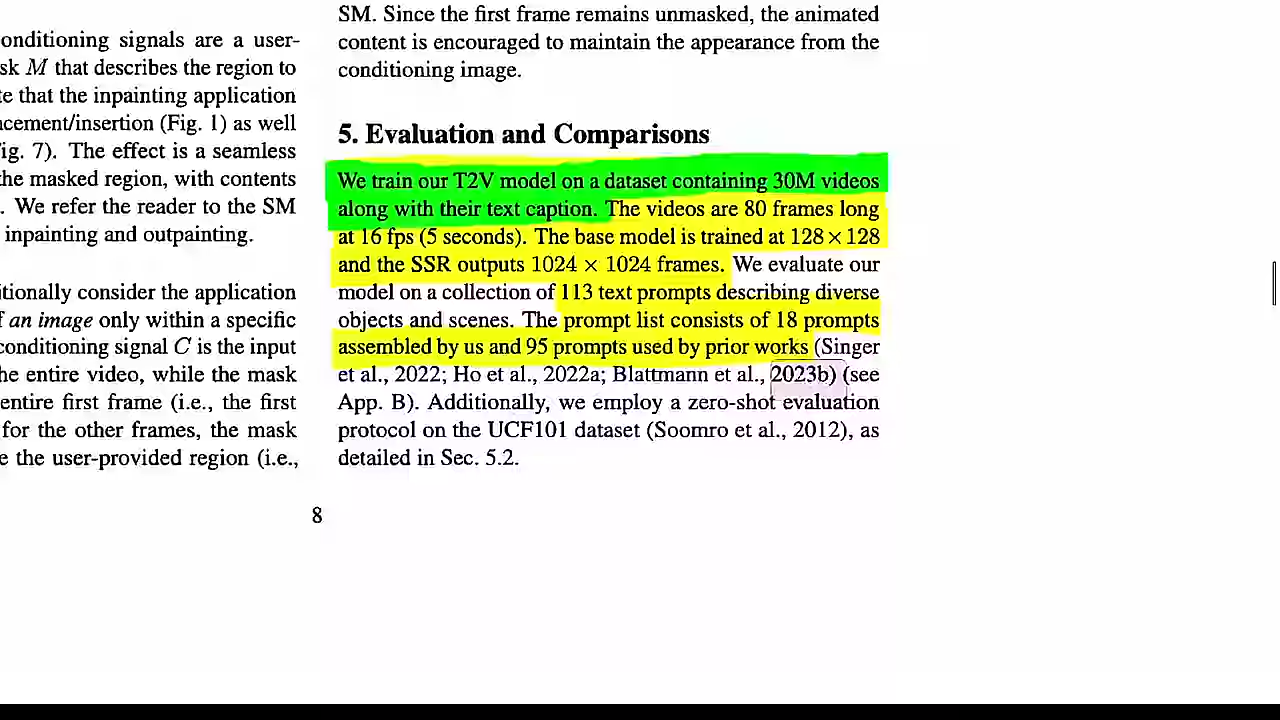 onditioning signals are a user-
sk M that describes the region to
te that the inpainting application
acement/insertion (Fig. 1) as well
ig. 7). The effect is a seamless
the masked region, with contents
. We refer the reader to the SM
inpainting and outpainting.
itionally consider the application
f an image only within a specific
conditioning signal C is the input
he entire video, while the mask
entire first frame (i.e., the first
for the other frames, the mask
e the user-provided region (i.e.,
SM. Since the first frame remains unmasked, the animated
content is encouraged to maintain the appearance from the
conditioning image.
5. Evaluation and Comparisons
We train our T2V model on a dataset containing 30M videos
along with their text caption. The videos are 80 frames long
at 16 fps (5 seconds). The base model is trained at 128 × 128
and the SSR outputs 1024 × 1024 frames. We evaluate our
model on a collection of 113 text prompts describing diverse
objects and scenes. The prompt list consists of 18 prompts
assembled by us and 95 prompts used by prior works (Singer
et al., 2022; Ho et al., 2022a; Blattmann et al., 2023b) (see
App. B). Additionally, we employ a zero-shot evaluation
protocol on the UCF101 dataset (Soomro et al., 2012), as
detailed in Sec. 5.2.
8